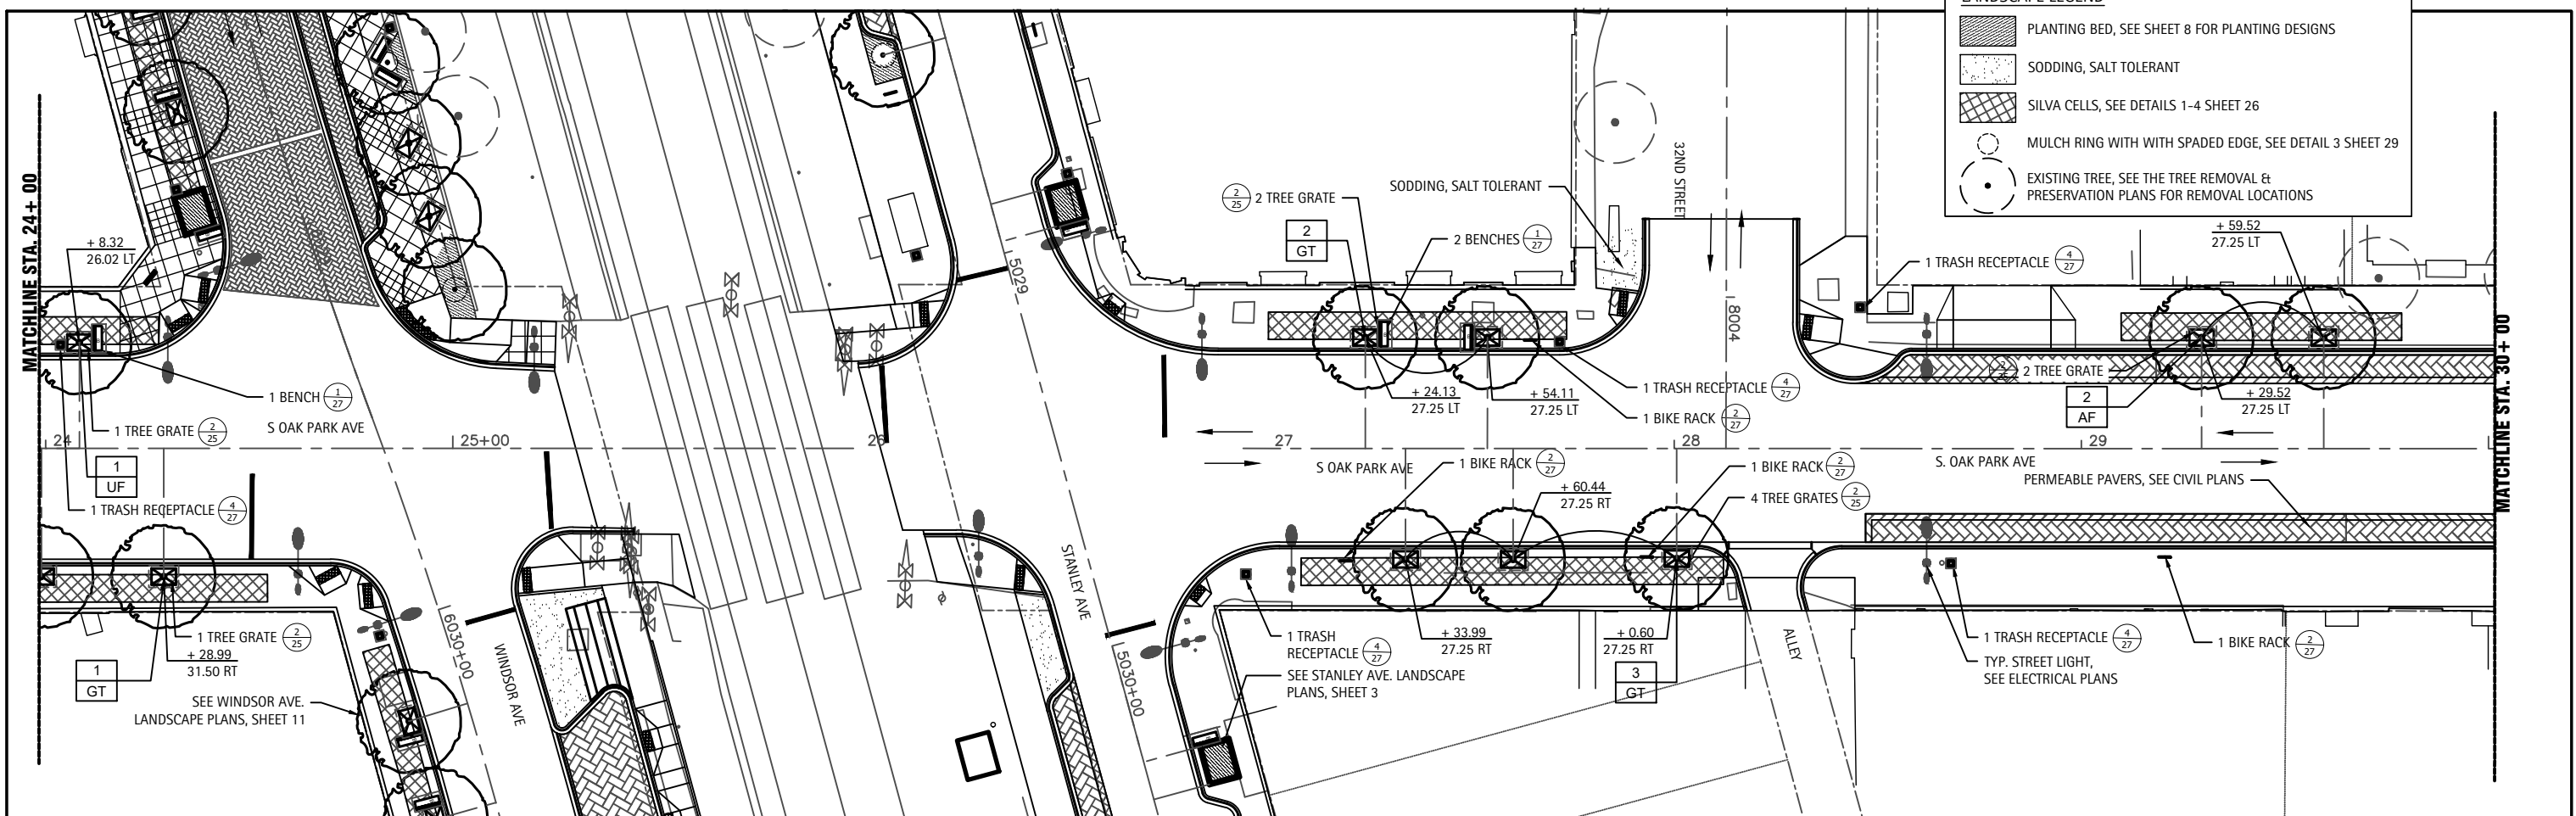 LANDSCAPE LEGEND
PLANTING BED, SEE SHEET 8 FOR PLANTING DESIGNS
SODDING, SALT TOLERANT
SILVA CELLS, SEE DETAILS 1-4 SHEET 26
MULCH RING WITH WITH SPADED EDGE, SEE DETAIL 3 SHEET 29
EXISTING TREE, SEE THE TREE REMOVAL &
PRESERVATION PLANS FOR REMOVAL LOCATIONS
MATCHLINE STA. 24+ 00
+ 8.32
26.02 LT
1 BENCH 1
27
1 TREE GRATE 2
25
S OAK PARK AVE
24
25+00
26
27
28
29
1
UF
1 TRASH RECEPTACLE 4
27
1 TREE GRATE 2
25
+ 28.99
31.50 RT
1
GT
SEE WINDSOR AVE.
LANDSCAPE PLANS, SHEET 11
6030+00
WINDSOR AVE
5029
STANLEY AVE
5030+00
2
25
2 TREE GRATE
2
GT
2 BENCHES 1
27
SODDING, SALT TOLERANT
32ND STREET
8004
+ 24.13
27.25 LT
+ 54.11
27.25 LT
1 TRASH RECEPTACLE 4
27
1 BIKE RACK 2
27
1 TRASH RECEPTACLE 4
27
+ 59.52
27.25 LT
2
25
2 TREE GRATE
2
AF
+ 29.52
27.25 LT
MATCHLINE STA. 30+ 00
S OAK PARK AVE
1 BIKE RACK 2
27
+ 60.44
27.25 RT
1 BIKE RACK 2
27
4 TREE GRATES 2
25
S. OAK PARK AVE
PERMEABLE PAVERS, SEE CIVIL PLANS
1 TRASH
RECEPTACLE 4
27
SEE STANLEY AVE. LANDSCAPE
PLANS, SHEET 3
+ 33.99
27.25 RT
+ 0.60
27.25 RT
3
GT
ALLEY
1 TRASH RECEPTACLE 4
27
TYP. STREET LIGHT,
SEE ELECTRICAL PLANS
1 BIKE RACK 2
27